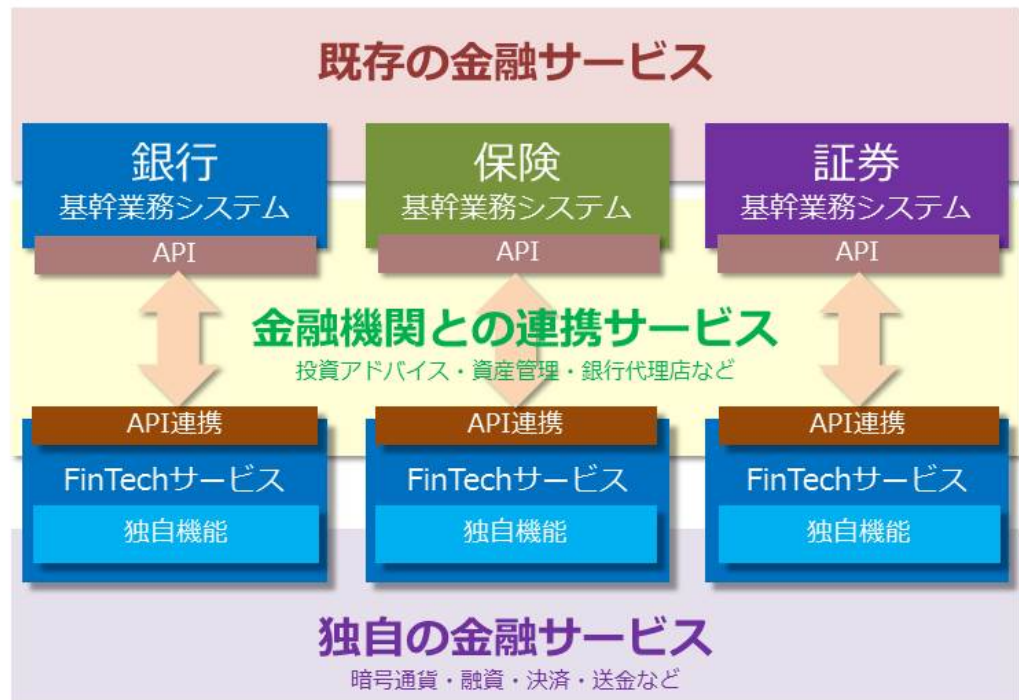 既存の金融サービス
銀行
基幹業務システム
API
保険
基幹業務システム
API
証券
基幹業務システム
API
金融機関との連携サービス
投資アドバイス・資産管理・銀行代理店など
API連携
FinTechサービス
独自機能
API連携
FinTechサービス
独自機能
API連携
FinTechサービス
独自機能
独自の金融サービス
暗号通貨・融資・決済・送金など